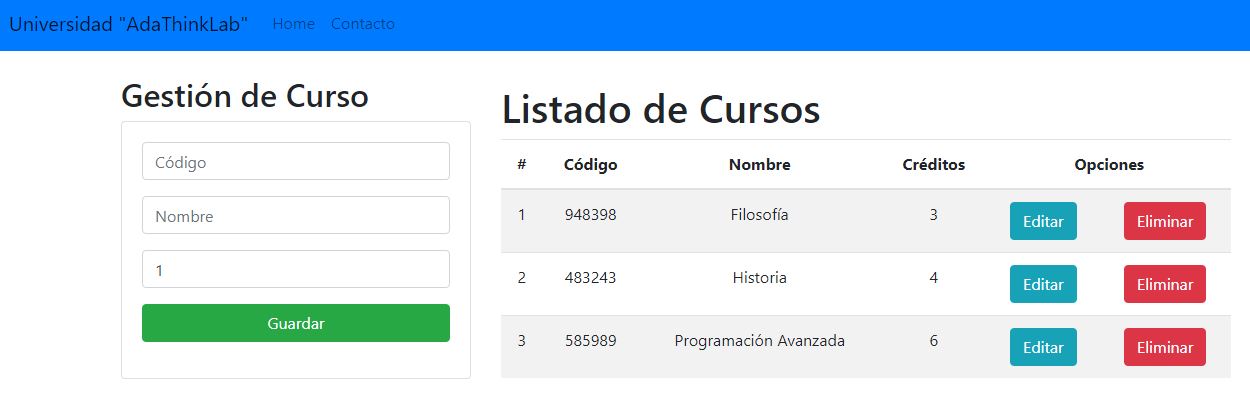 Universidad "AdaThinkLab" Home Contacto
Gestión de Curso
Código
Nombre
1
Guardar
Listado de Cursos
# Código Nombre Créditos Opciones
1 948398 Filosofía 3 Editar Eliminar
2 483243 Historia 4 Editar Eliminar
3 585989 Programación Avanzada 6 Editar Eliminar